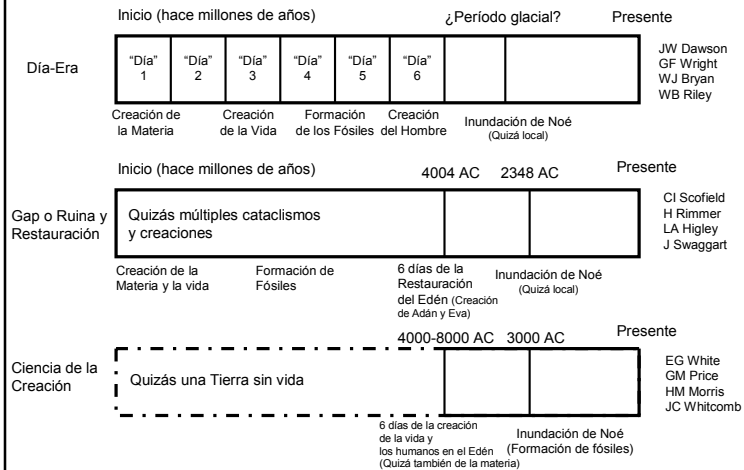 Inicio (hace millones de años)
¿Período glacial?
Presente
Día-Era
"Día"
1
"Día"
2
"Día"
3
"Día"
4
"Día"
5
"Día"
6
JW Dawson
GF Wright
WJ Bryan
WB Riley
Creación de
la Materia
Creación
de la Vida
Formación
de los Fósiles
Creación
del Hombre
Inundación de Noé
(Quizá local)
Inicio (hace millones de años)
4004 AC
2348 AC
Presente
Gap o Ruina y
Restauración
Quizás múltiples cataclismos
y creaciones
CI Scofield
H Rimmer
LA Higley
J Swaggart
Creación de la
Materia y la vida
Formación de
Fósiles
6 días de la
Restauración
del Edén (Creación
de Adán y Eva)
Inundación de Noé
(Quizá local)
4000-8000 AC
3000 AC
Presente
Ciencia de la
Creación
Quizás una Tierra sin vida
EG White
GM Price
HM Morris
JC Whitcomb
6 días de la creación
de la vida y
los humanos en el Edén
(Quizá también de la materia)
Inundación de Noé
(Formación de fósiles)